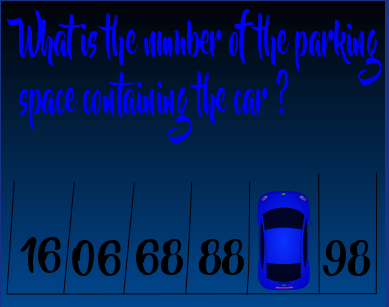 What is the number of the parking
space containing the car ?
16 06 68 88 98